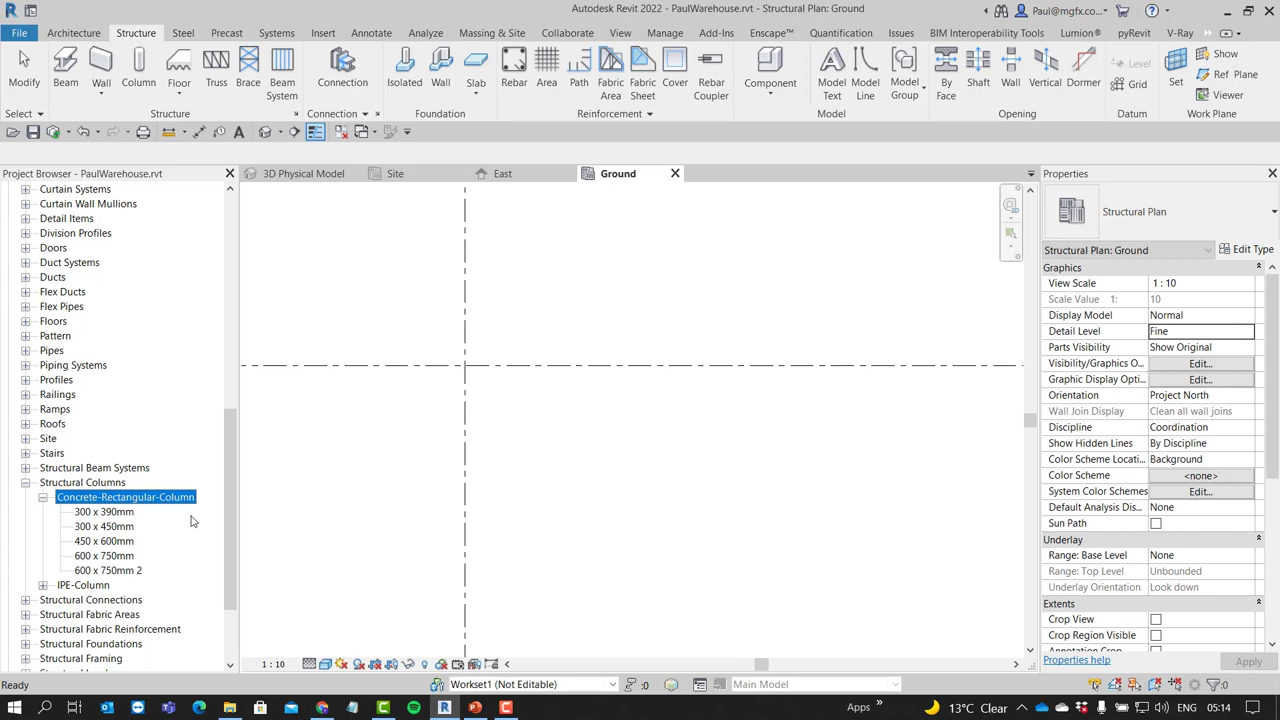 Autodesk Revit 2022 - PaulWarehouse.rvt - Structural Plan: Ground
Paul@mgfx.co...
File Architecture Structure Steel Precast Systems Insert Annotate Analyze Massing & Site Collaborate View Manage Add-Ins Enscape™ Quantification Issues BIM Interoperability Tools Lumion® pyRevit V-Ray
Modify Beam Wall Column Floor Truss Brace Beam System Connection Isolated Wall Slab Rebar Area Path Fabric Area Fabric Sheet Cover Rebar Coupler Component Model Text Model Line Model Group By Face Shaft Wall Vertical Dormer Level Grid Set Show Ref Plane Viewer
Select Structure Connection Foundation Reinforcement Model Opening Datum Work Plane
Project Browser - PaulWarehouse.rvt
3D Physical Model Site East Ground
Properties
Curtain Systems
Curtain Wall Mullions
Detail Items
Division Profiles
Doors
Duct Systems
Ducts
Flex Ducts
Flex Pipes
Floors
Pattern
Pipes
Piping Systems
Profiles
Railings
Ramps
Roofs
Site
Stairs
Structural Beam Systems
Structural Columns
Concrete-Rectangular-Column
300 x 390mm
300 x 450mm
450 x 600mm
600 x 750mm
600 x 750mm 2
IPE-Column
Structural Connections
Structural Fabric Areas
Structural Fabric Reinforcement
Structural Foundations
Structural Framing
2D
Structural Plan
Structural Plan: Ground Edit Type
Graphics
View Scale 1 : 10
Scale Value 1: 10
Display Model Normal
Detail Level Fine
Parts Visibility Show Original
Visibility/Graphics O... Edit...
Graphic Display Opti... Edit...
Orientation Project North
Wall Join Display Clean all wall joins
Discipline Coordination
Show Hidden Lines By Discipline
Color Scheme Locati... Background
Color Scheme <none>
System Color Schemes Edit...
Default Analysis Dis... None
Sun Path
Underlay
Range: Base Level None
Range: Top Level Unbounded
Underlay Orientation Look down
Extents
Crop View
Crop Region Visible
Properties help Apply
1 : 10
Ready Workset1 (Not Editable) :0 Main Model :0
Apps 13°C Clear ENG 05:14